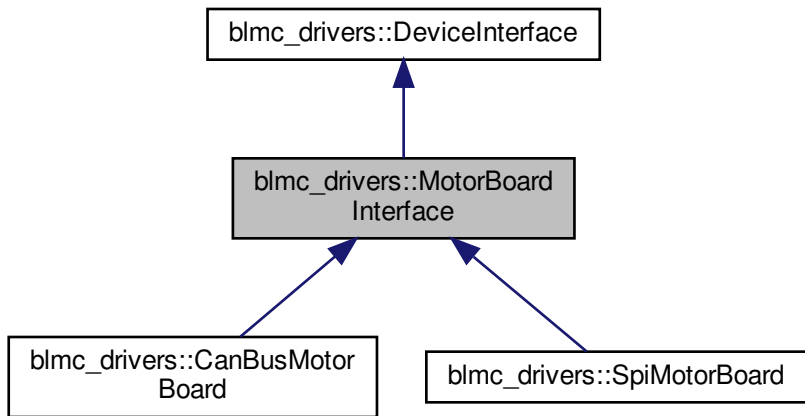 blmc_drivers::DeviceInterface
blmc_drivers::MotorBoard
Interface
blmc_drivers::CanBusMotor
Board
blmc_drivers::SpiMotorBoard